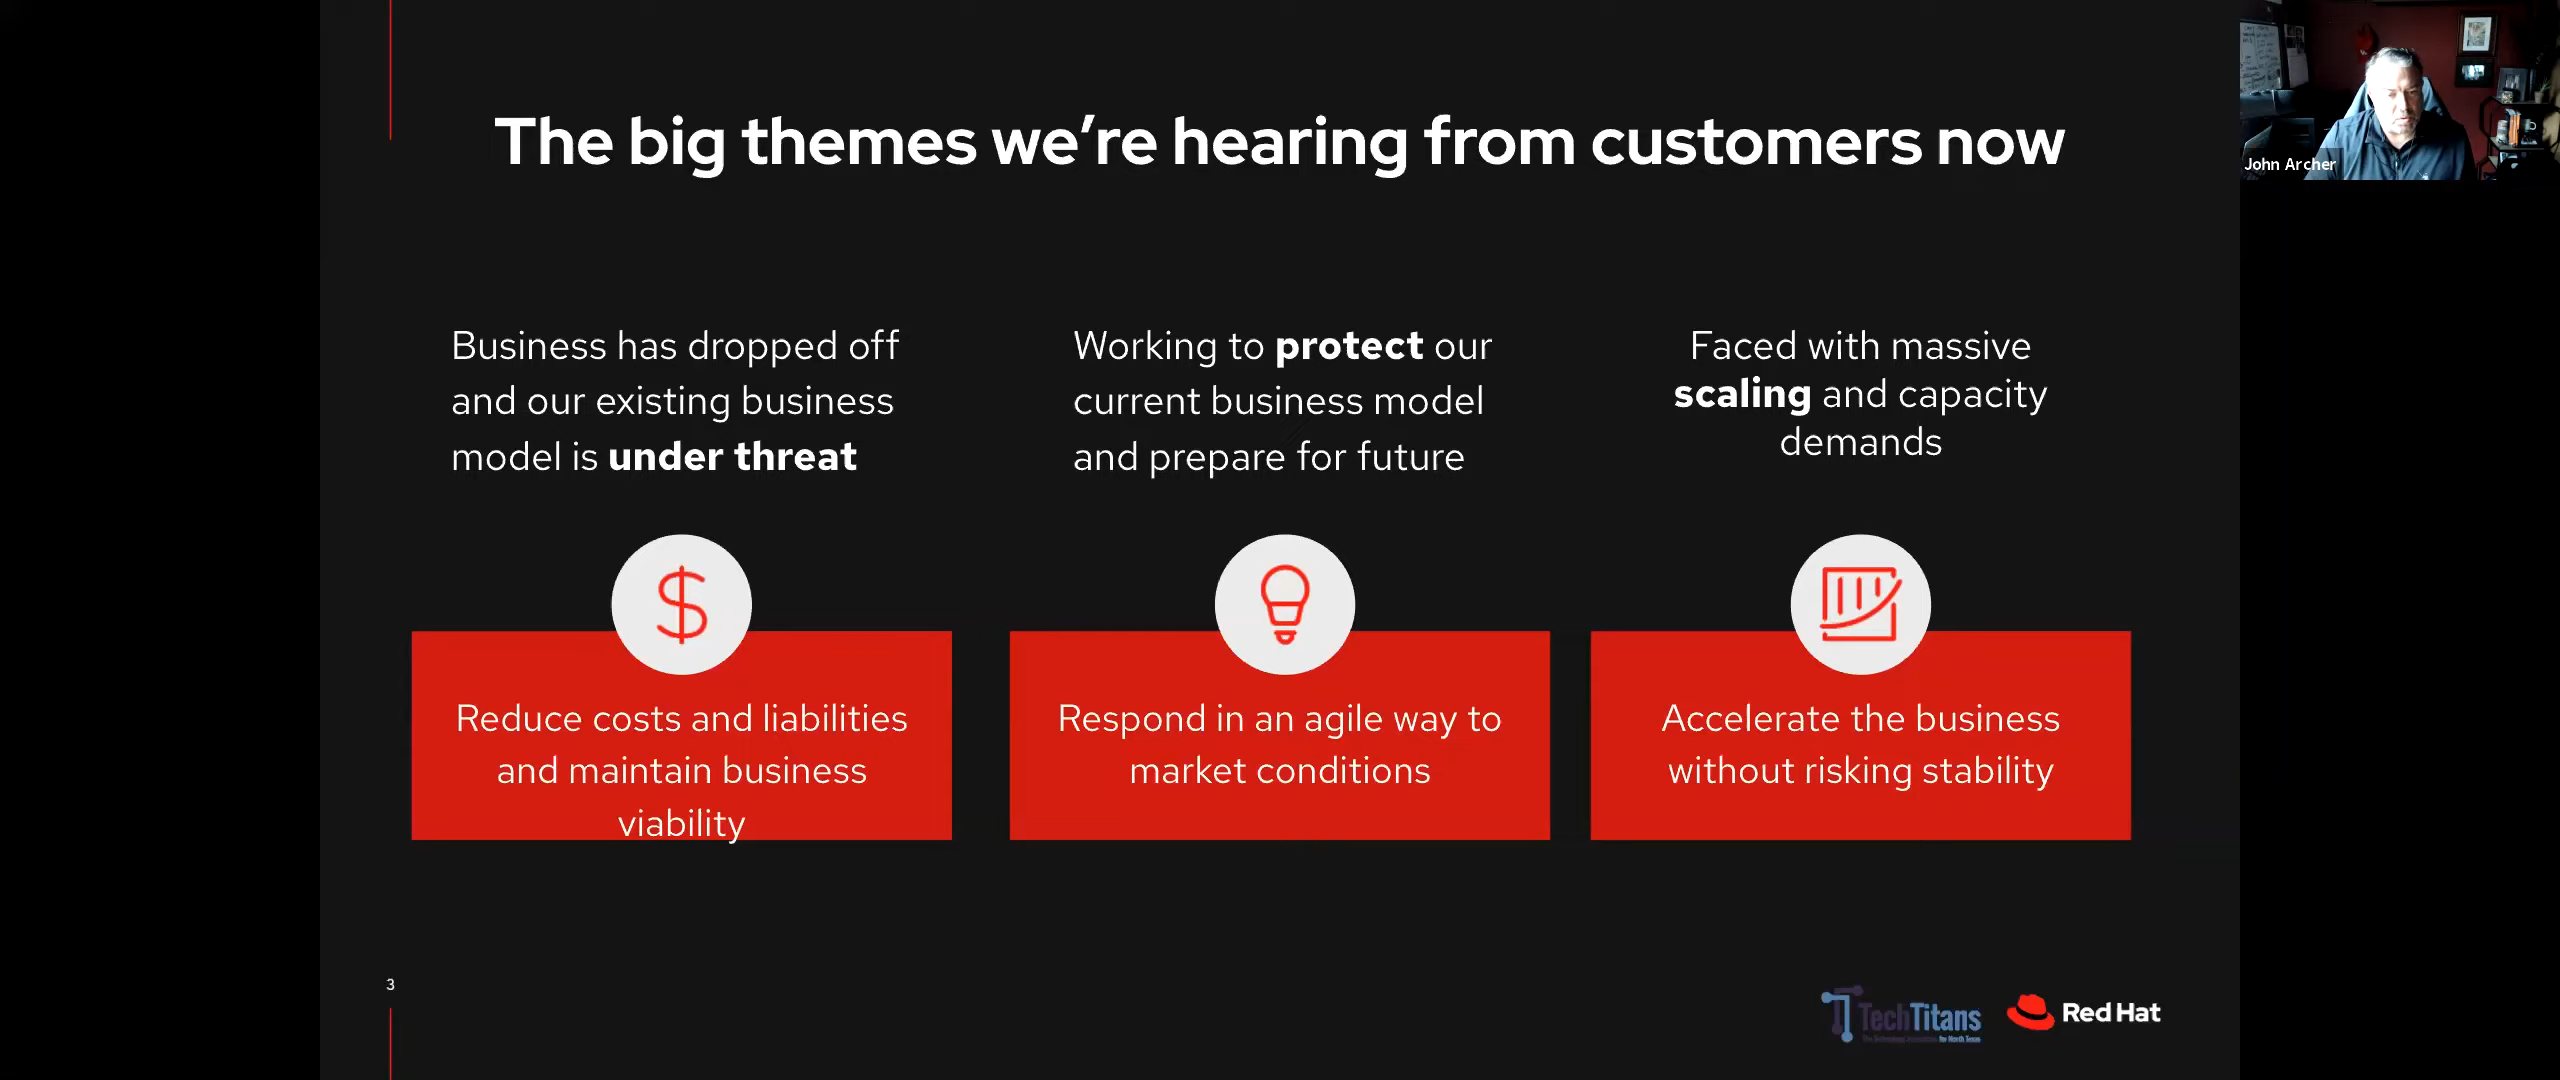 The big themes we’re hearing from customers now
John Archer
Business has dropped off
and our existing business
model is under threat
Working to protect our
current business model
and prepare for future
Faced with massive
scaling and capacity
demands
Reduce costs and liabilities
and maintain business
viability
Respond in an agile way to
market conditions
Accelerate the business
without risking stability
3
TechTitans
for North Texas
Red Hat